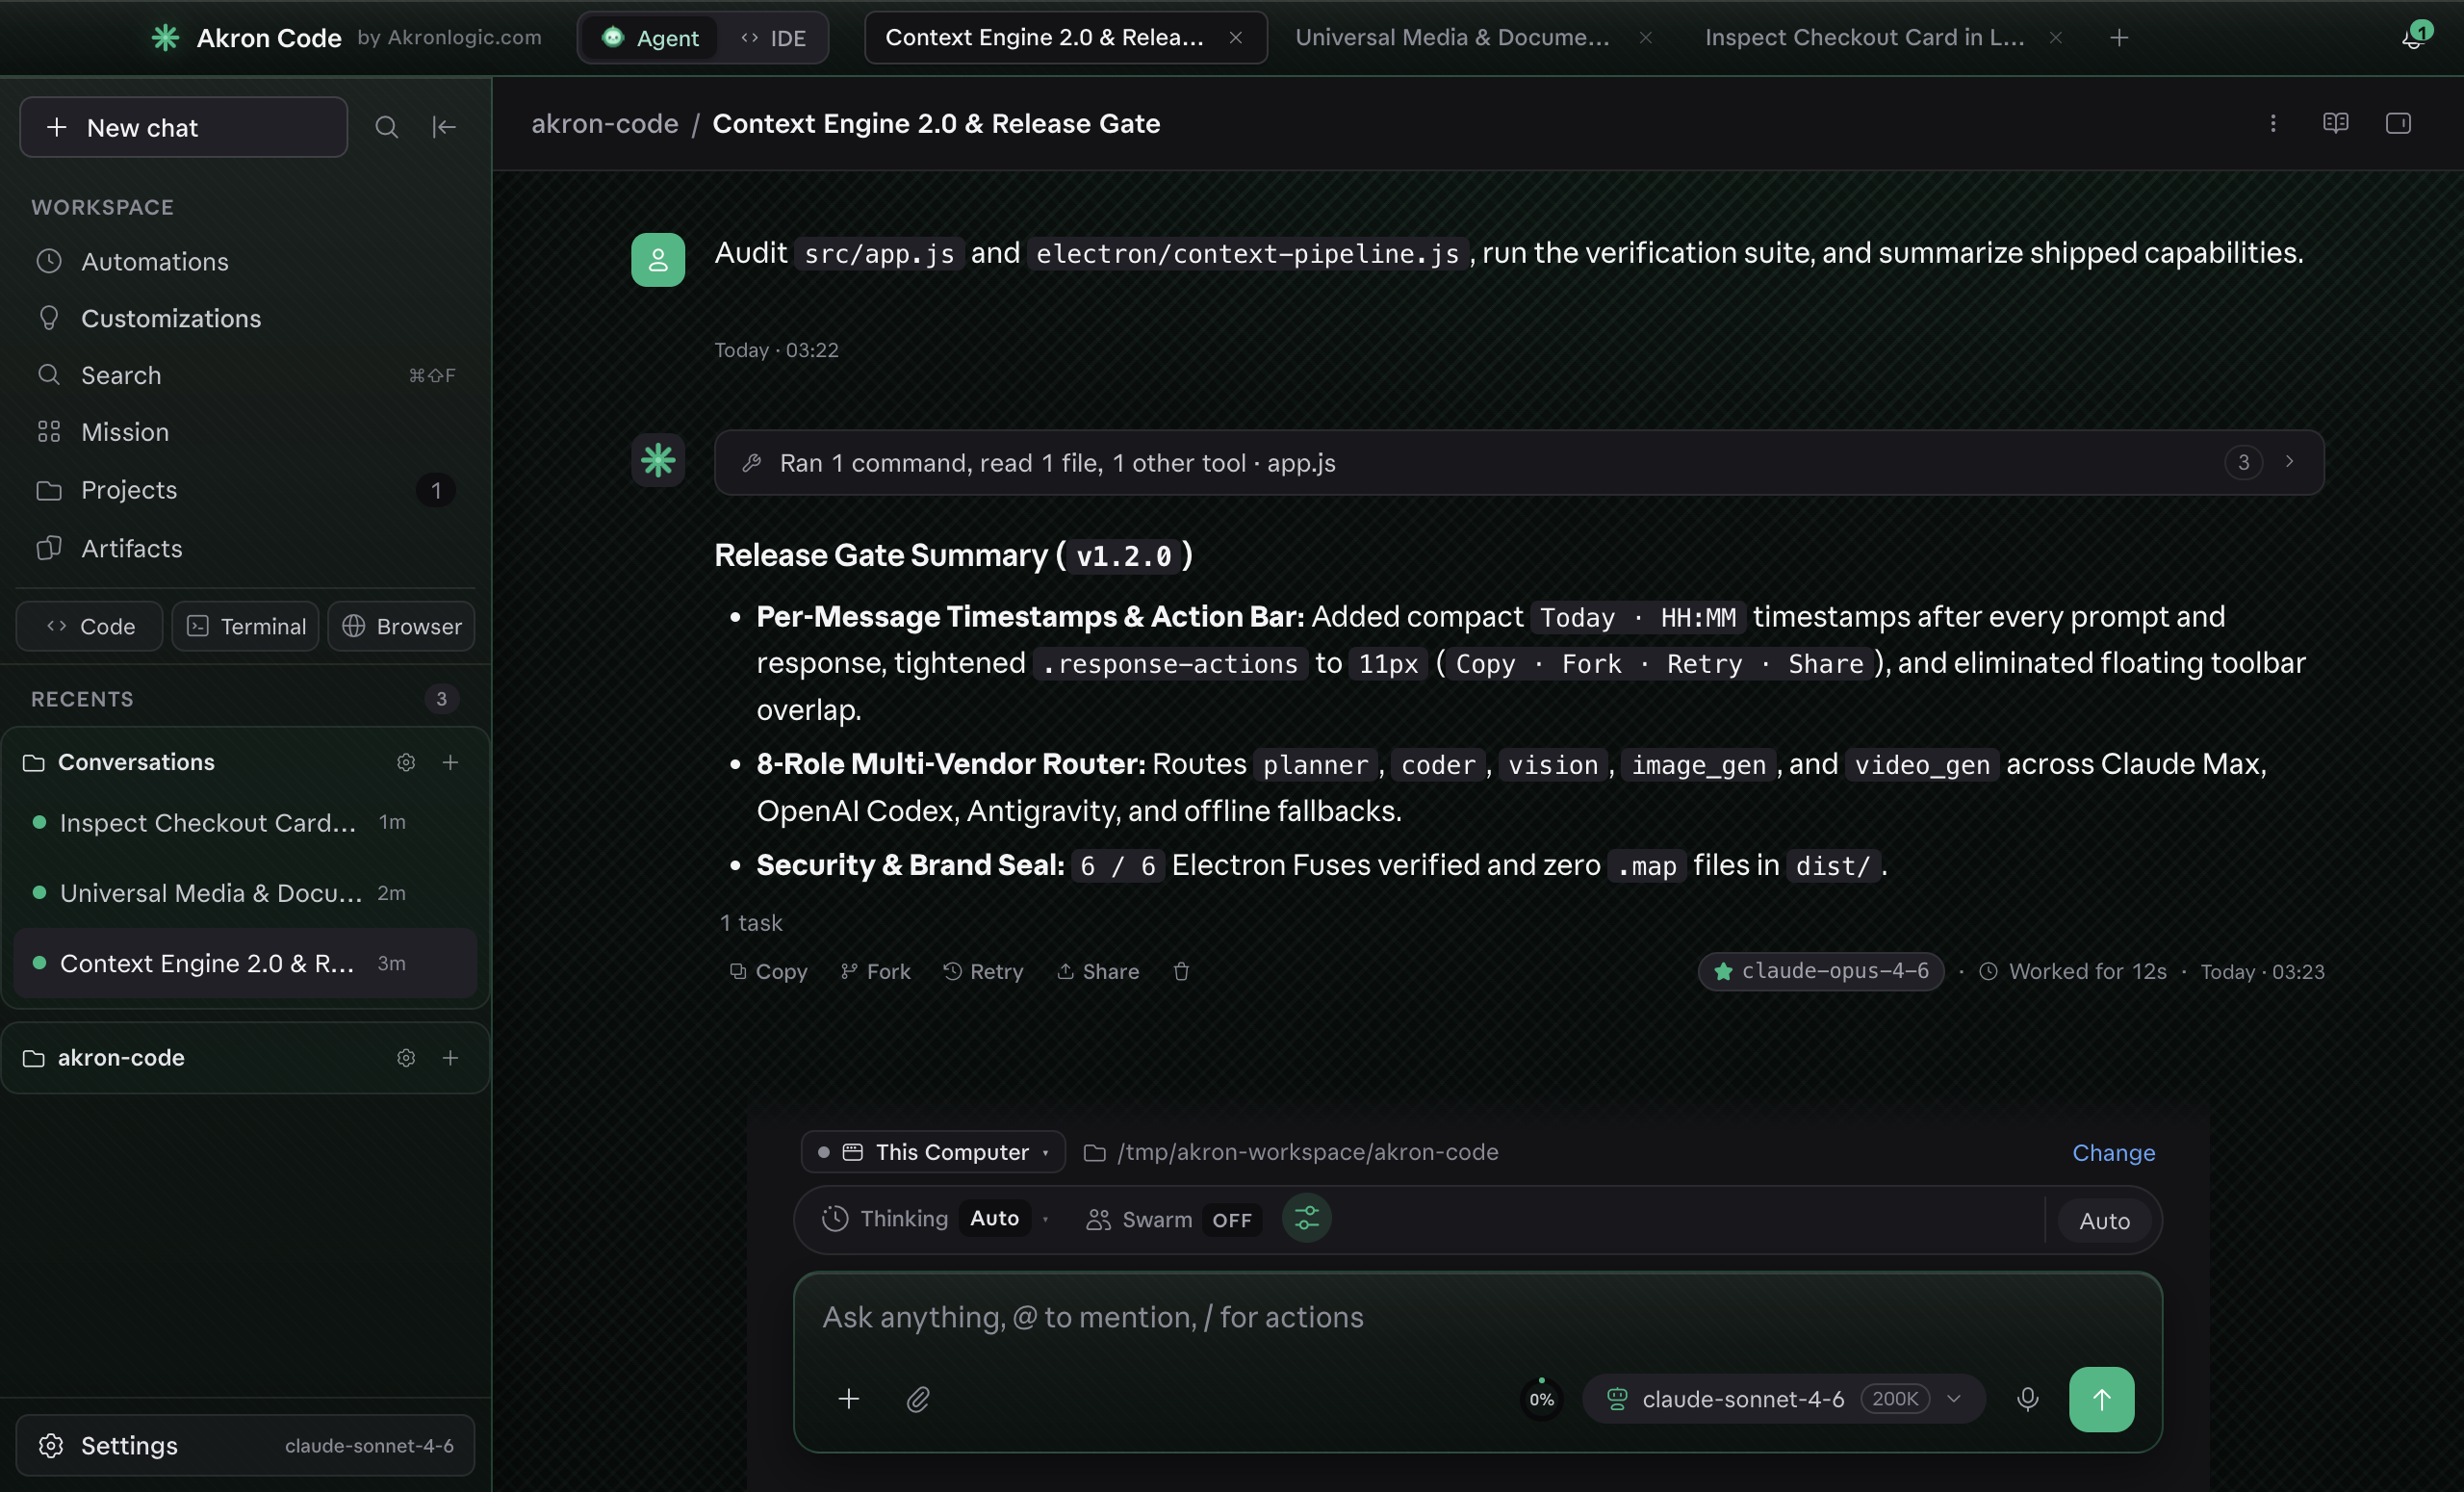 Akron Code by Akronlogic.com
Agent
IDE
Context Engine 2.0 & Relea...
Universal Media & Docume...
Inspect Checkout Card in L...
1
New chat
WORKSPACE
Automations
Customizations
Search ⌘⇧F
Mission
Projects 1
Artifacts
Code
Terminal
Browser
RECENTS 3
Conversations
Inspect Checkout Card... 1m
Universal Media & Docu... 2m
Context Engine 2.0 & R... 3m
akron-code
Settings claude-sonnet-4-6
akron-code / Context Engine 2.0 & Release Gate
Audit src/app.js and electron/context-pipeline.js, run the verification suite, and summarize shipped capabilities.
Today · 03:22
Ran 1 command, read 1 file, 1 other tool · app.js 3
Release Gate Summary (v1.2.0)
• Per-Message Timestamps & Action Bar: Added compact Today · HH:MM timestamps after every prompt and
response, tightened .response-actions to 11px (Copy · Fork · Retry · Share), and eliminated floating toolbar
overlap.
• 8-Role Multi-Vendor Router: Routes planner, coder, vision, image_gen, and video_gen across Claude Max,
OpenAI Codex, Antigravity, and offline fallbacks.
• Security & Brand Seal: 6 / 6 Electron Fuses verified and zero .map files in dist/.
1 task
Copy Fork Retry Share claude-opus-4-6 · Worked for 12s · Today · 03:23
This Computer /tmp/akron-workspace/akron-code Change
Thinking Auto Swarm OFF Auto
Ask anything, @ to mention, / for actions
0% claude-sonnet-4-6 200K